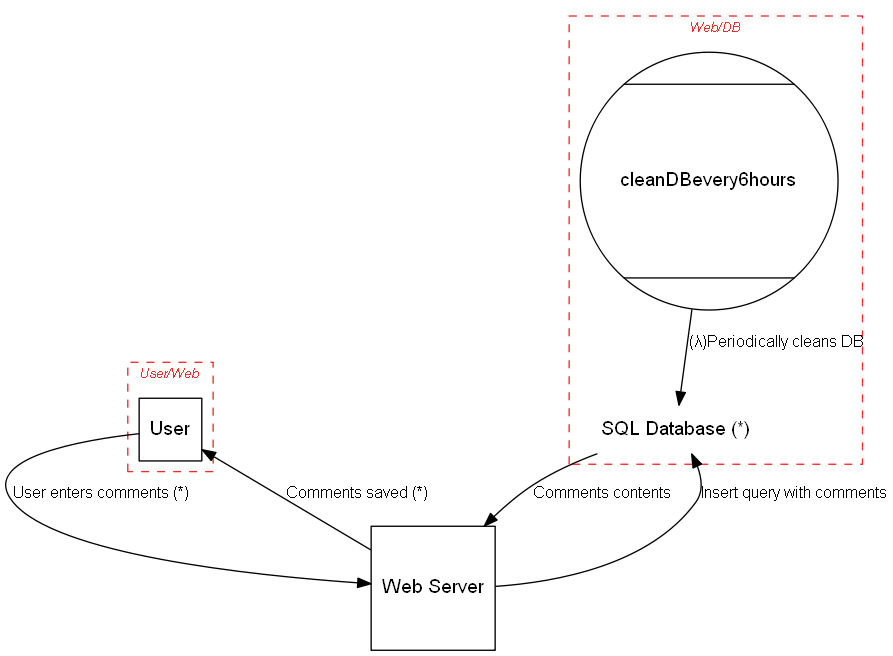 Web/DB
cleanDBevery6hours
(λ)Periodically cleans DB
User/Web
User
SQL Database (*)
User enters comments (*)
Comments saved (*)
Comments contents
Insert query with comments
Web Server